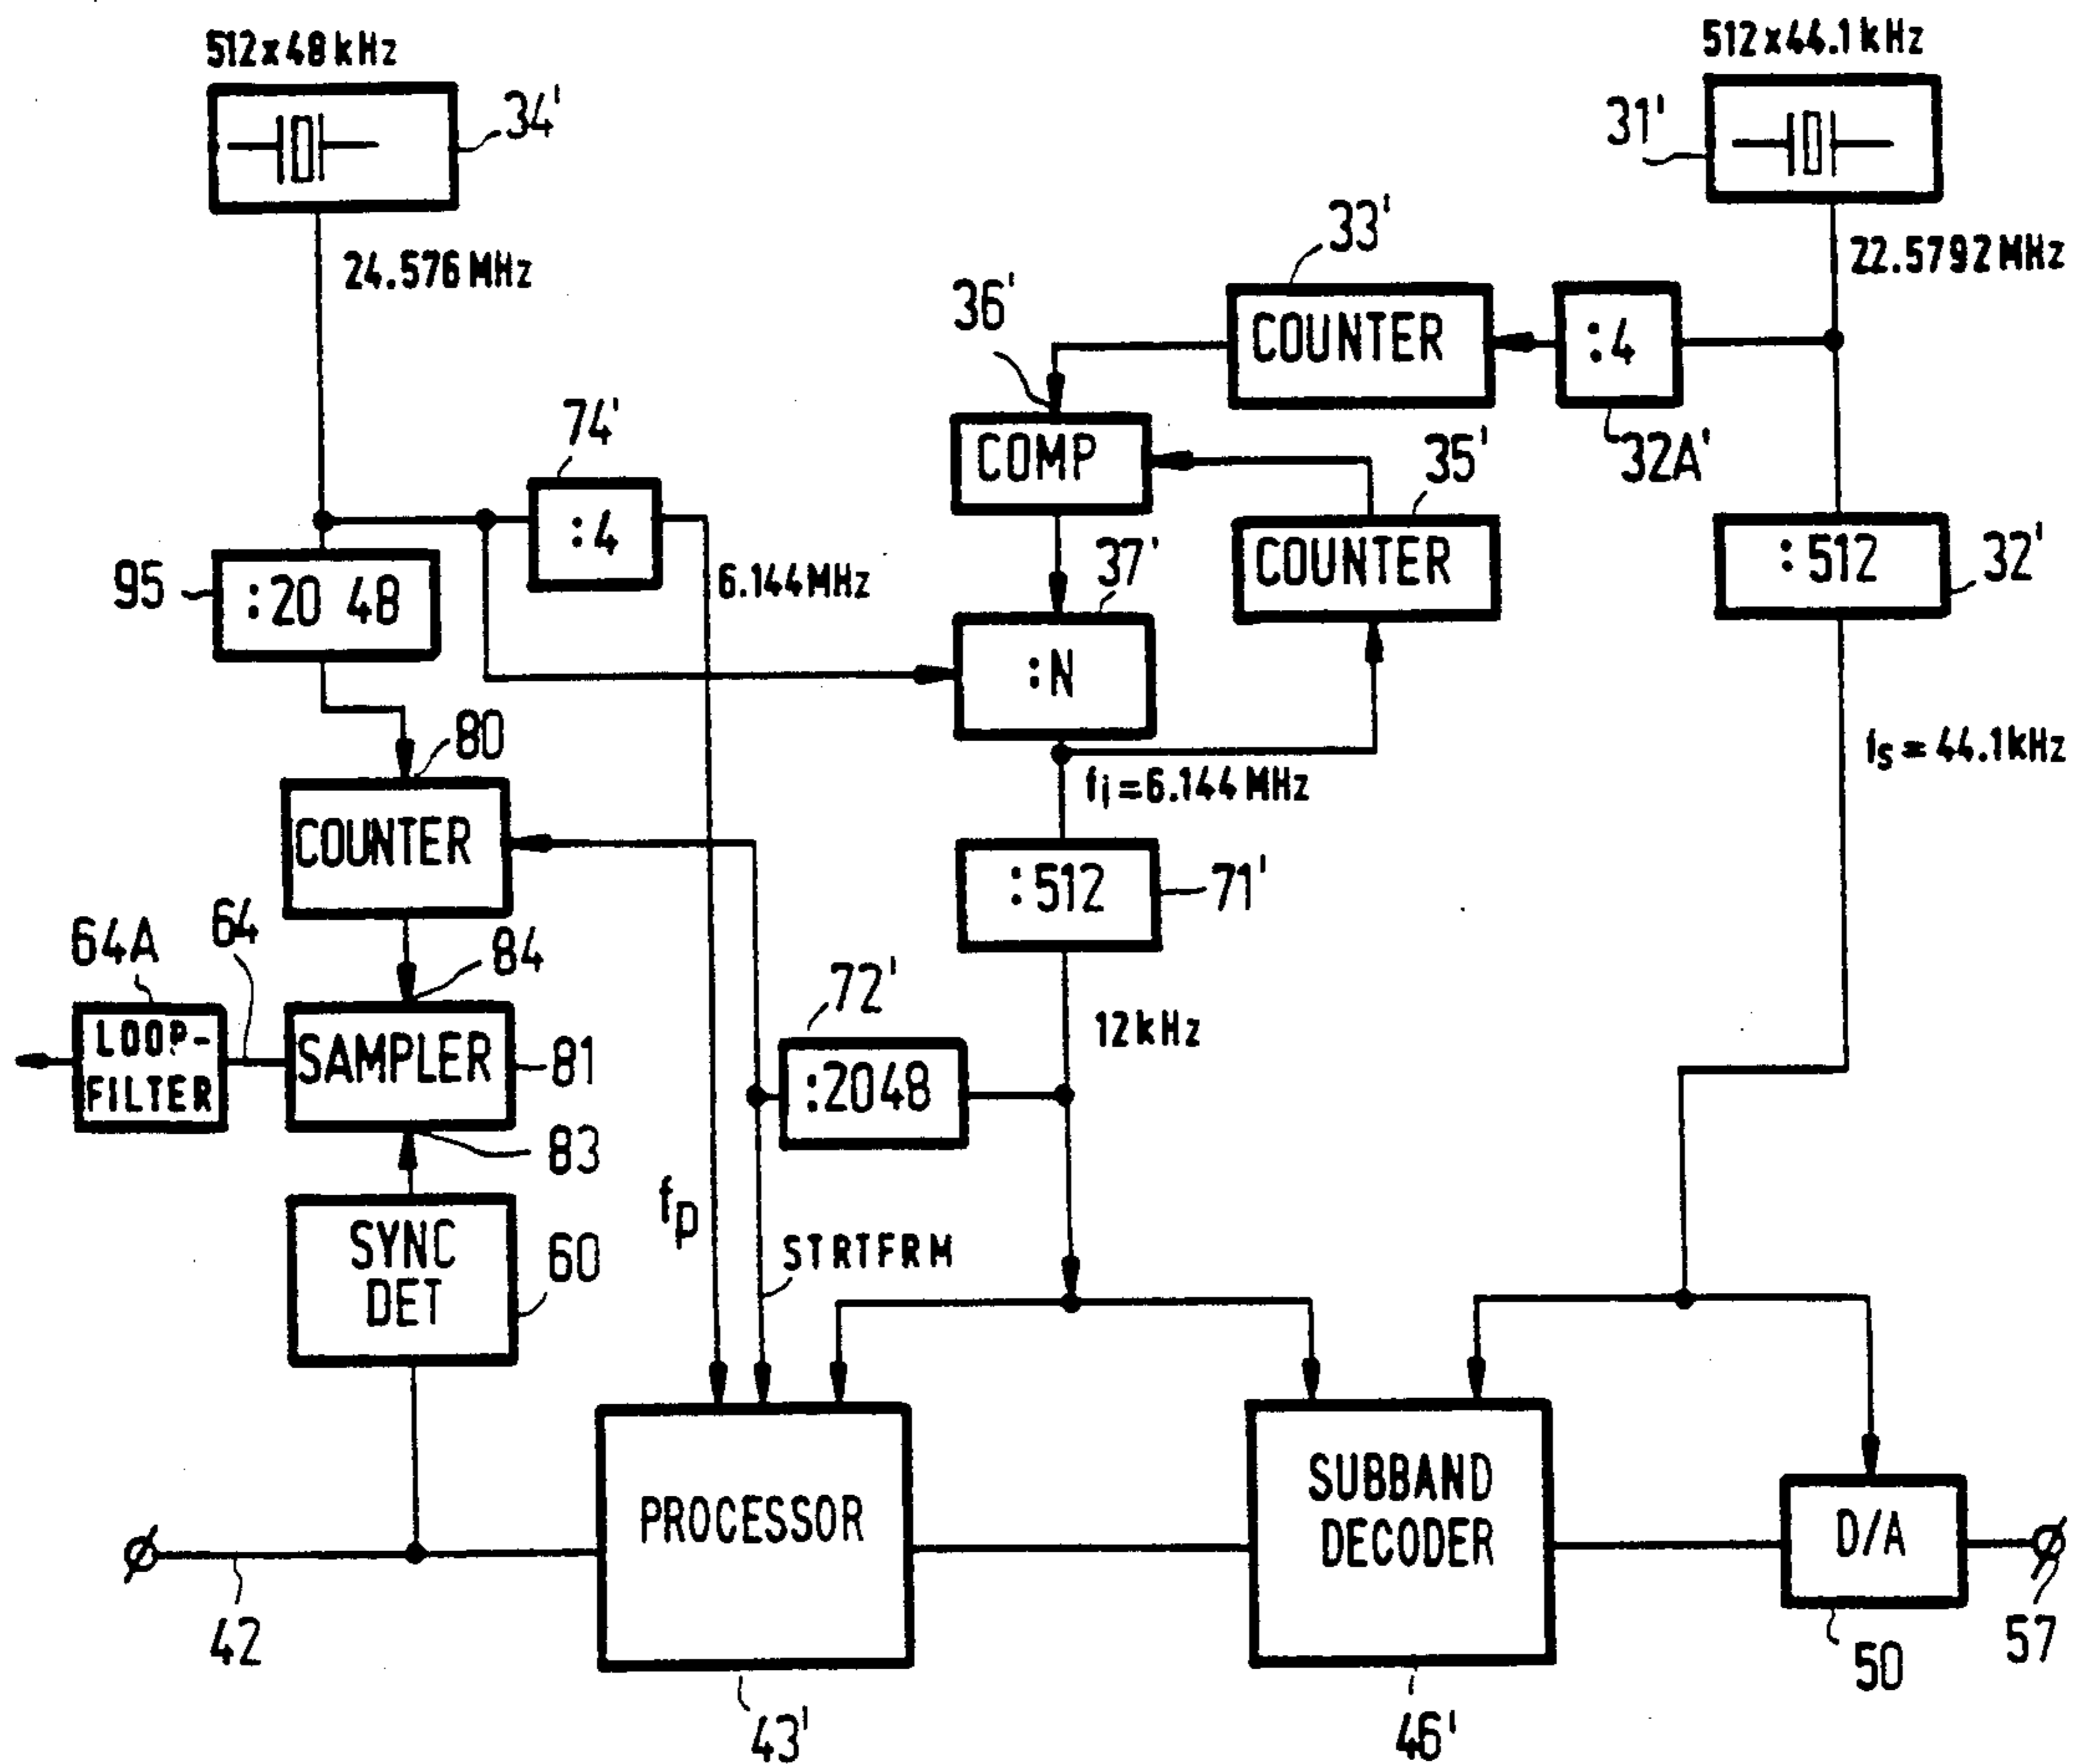 512x48kHz
512x44.1kHz
34'
31'
33'
24.576MHz
22.5792MHz
36'
COUNTER
:4
74'
COMP
35'
32A'
:4
37'
COUNTER
:512
32'
95
:2048
6.144MHz
:N
80
fs=44.1kHz
fi=6.144MHz
COUNTER
:512
71'
64A
64
84
72'
12kHz
LOOP-
FILTER
SAMPLER
81
:2048
83
fp
SYNC
DET
60
STRTFRM
PROCESSOR
SUBBAND
DECODER
D/A
42
50
57
43'
46'